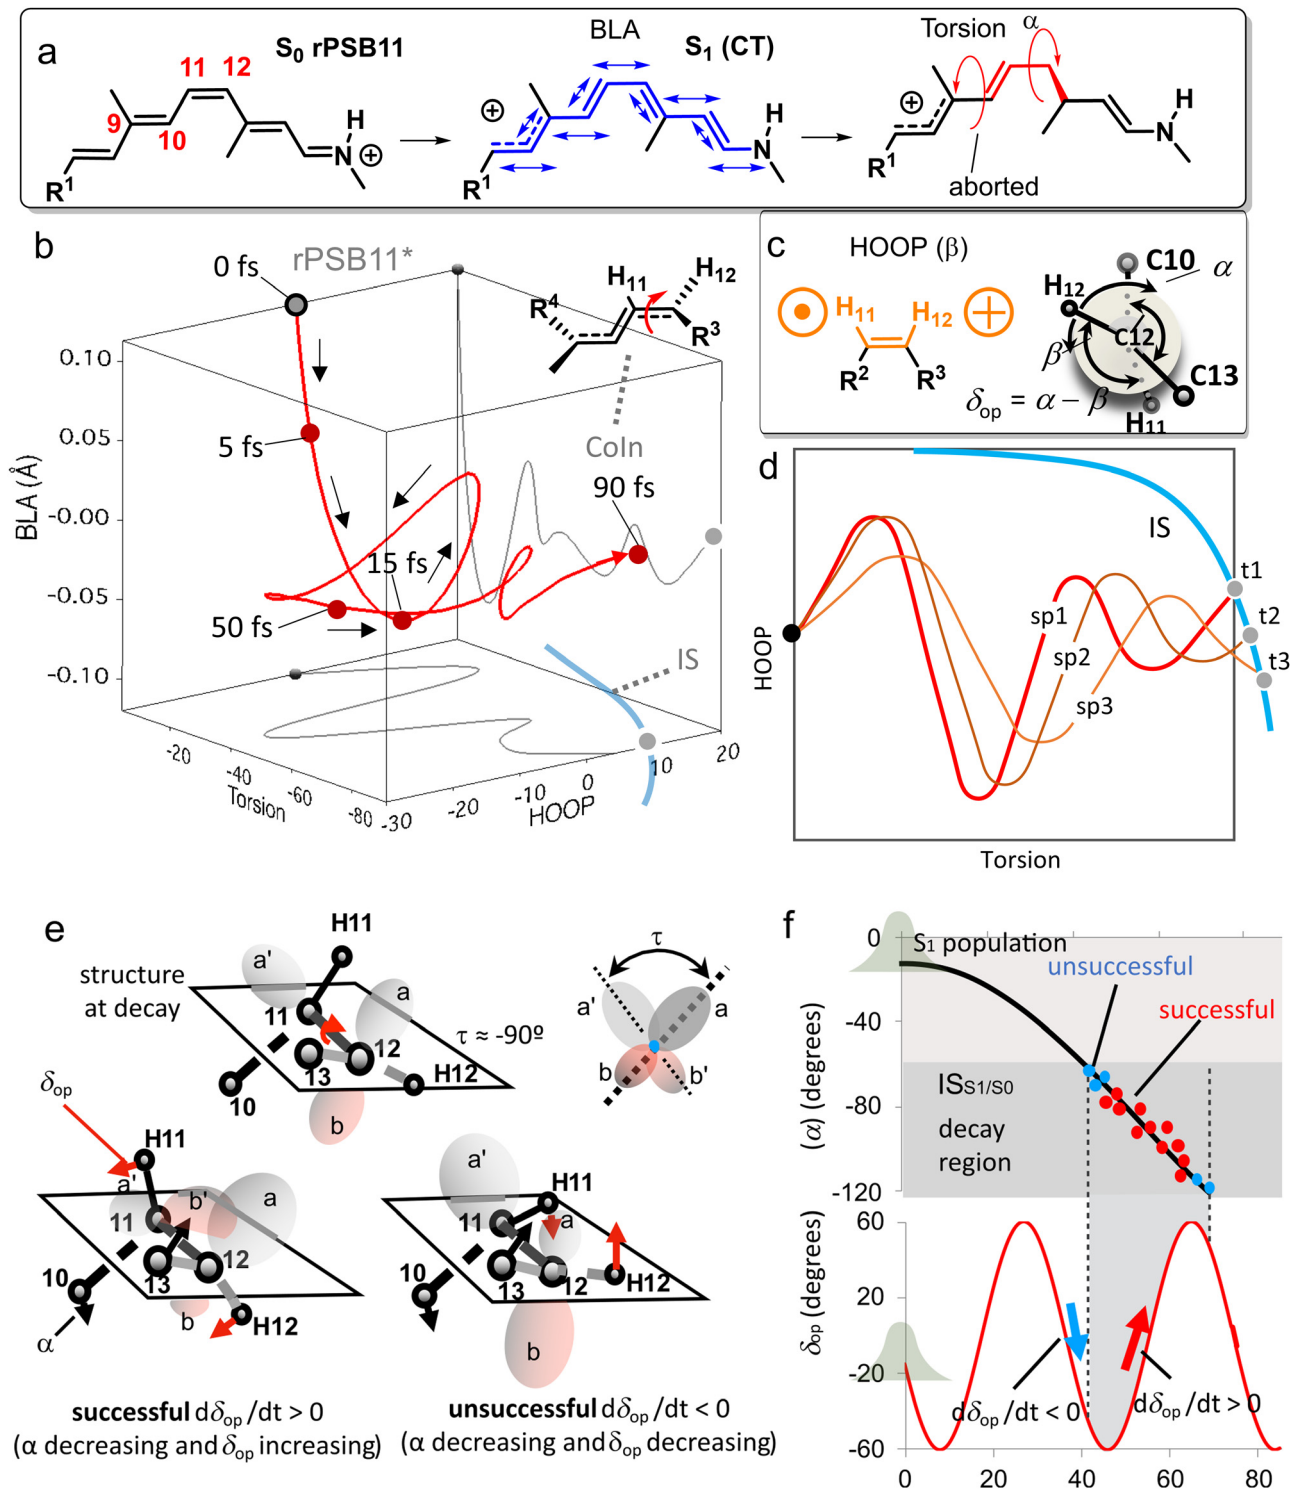 a
S0 rPSB11
BLA
S1 (CT)
Torsion
α
11
12
9
10
H
N
⊕
R1
⊕
H
N
R1
⊕
H
N
R1
aborted
b
rPSB11*
0 fs
5 fs
15 fs
50 fs
90 fs
H11
H12
R4
R3
CoIn
IS
BLA (Å)
0.10
0.05
-0.00
-0.05
-0.10
-20
-40
-60
-80
Torsion
-30
-20
-10
0
10
20
HOOP
c
HOOP (β)
H11
H12
R2
R3
C10
α
H12
C12
β
C13
H11
δop = α – β
d
IS
t1
t2
t3
sp1
sp2
sp3
HOOP
Torsion
e
structure
at decay
H11
a'
a
11
12
13
10
H12
b
τ ≈ -90º
τ
a'
a
b
b'
δop
H11
a'
b'
a
11
12
13
10
b
H12
α
successful dδop/dt > 0
(α decreasing and δop increasing)
a'
H11
11
a
10
13
12
H12
b
unsuccessful dδop/dt < 0
(α decreasing and δop decreasing)
f
S1 population
unsuccessful
successful
ISS1/S0
decay
region
(α) (degrees)
0
-40
-80
-120
δop (degrees)
60
20
-20
-60
dδop/dt < 0
dδop/dt > 0
0
20
40
60
80